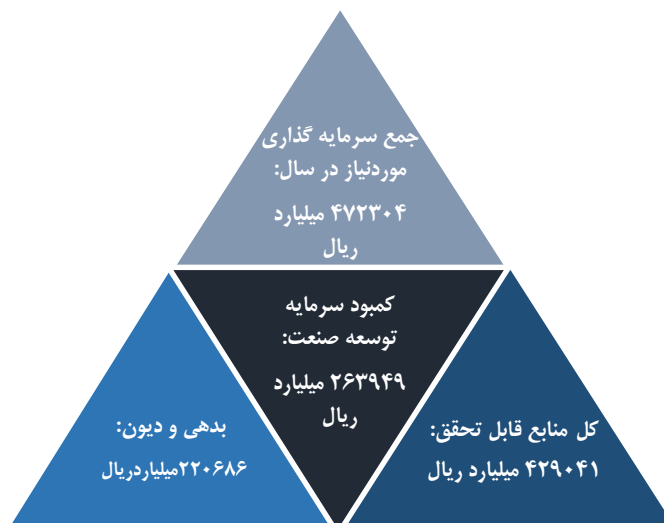 جمع سرمایه گذاری
موردنیاز در سال:
۴۷۲۳۰۴ میلیارد
ریال
کمبود سرمایه
توسعه صنعت:
۲۶۳۹۴۹ میلیارد
ریال
کل منابع قابل تحقق:
۴۲۹۰۴۱ میلیارد ریال
بدهی و دیون:
۲۲۰۶۸۶میلیاردریال